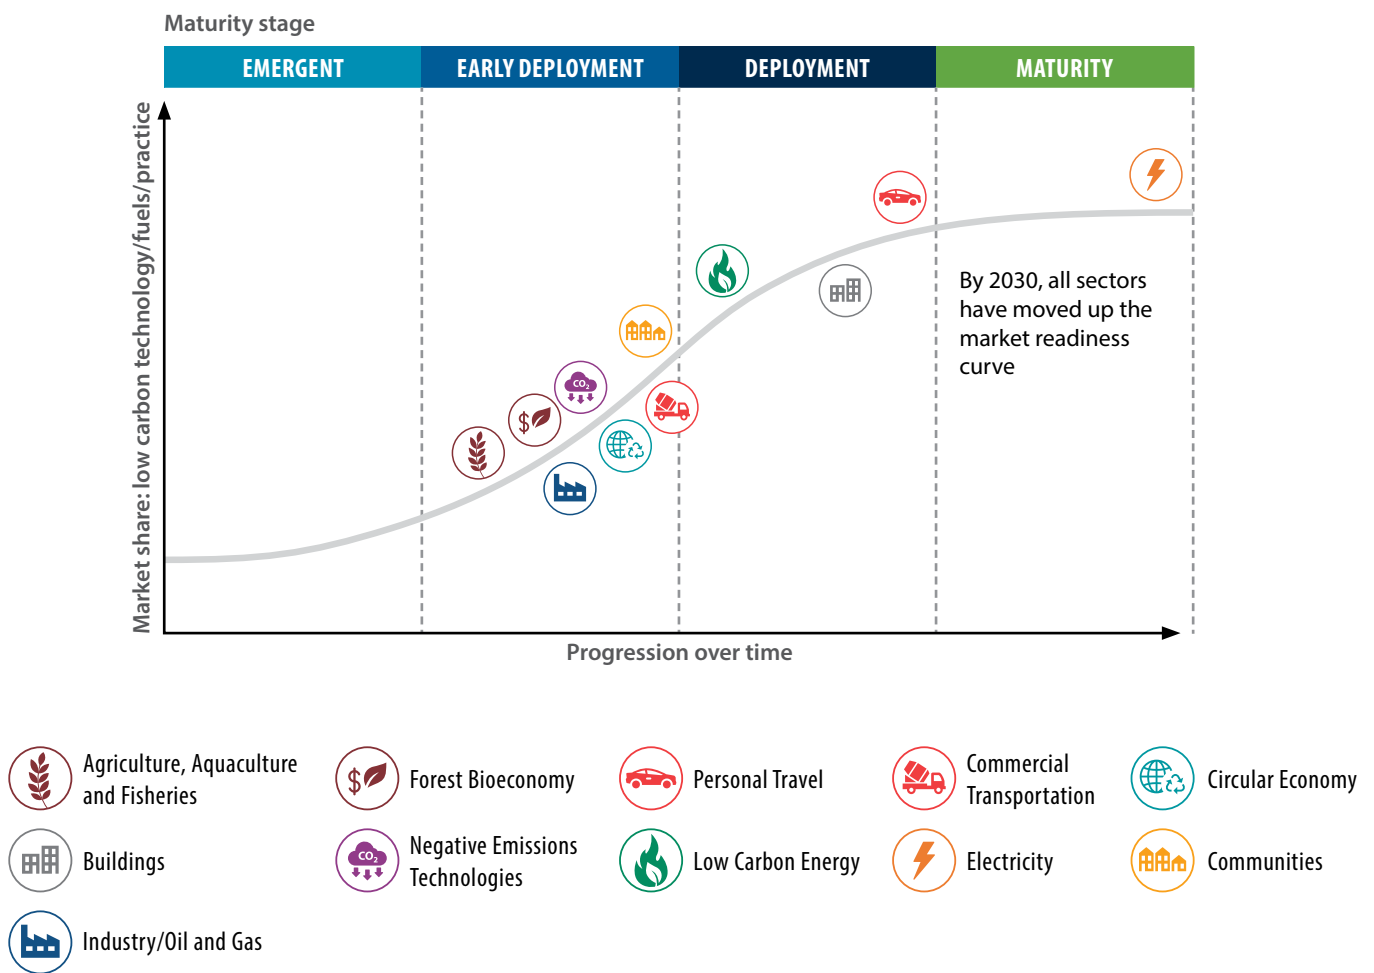 Maturity stage
EMERGENT
EARLY DEPLOYMENT
DEPLOYMENT
MATURITY
Market share: low carbon technology/fuels/practice
By 2030, all sectors
have moved up the
market readiness
curve
$
CO₂
Progression over time
Agriculture, Aquaculture
and Fisheries
$
Forest Bioeconomy
Personal Travel
Commercial
Transportation
Circular Economy
Buildings
CO₂
Negative Emissions
Technologies
Low Carbon Energy
Electricity
Communities
Industry/Oil and Gas